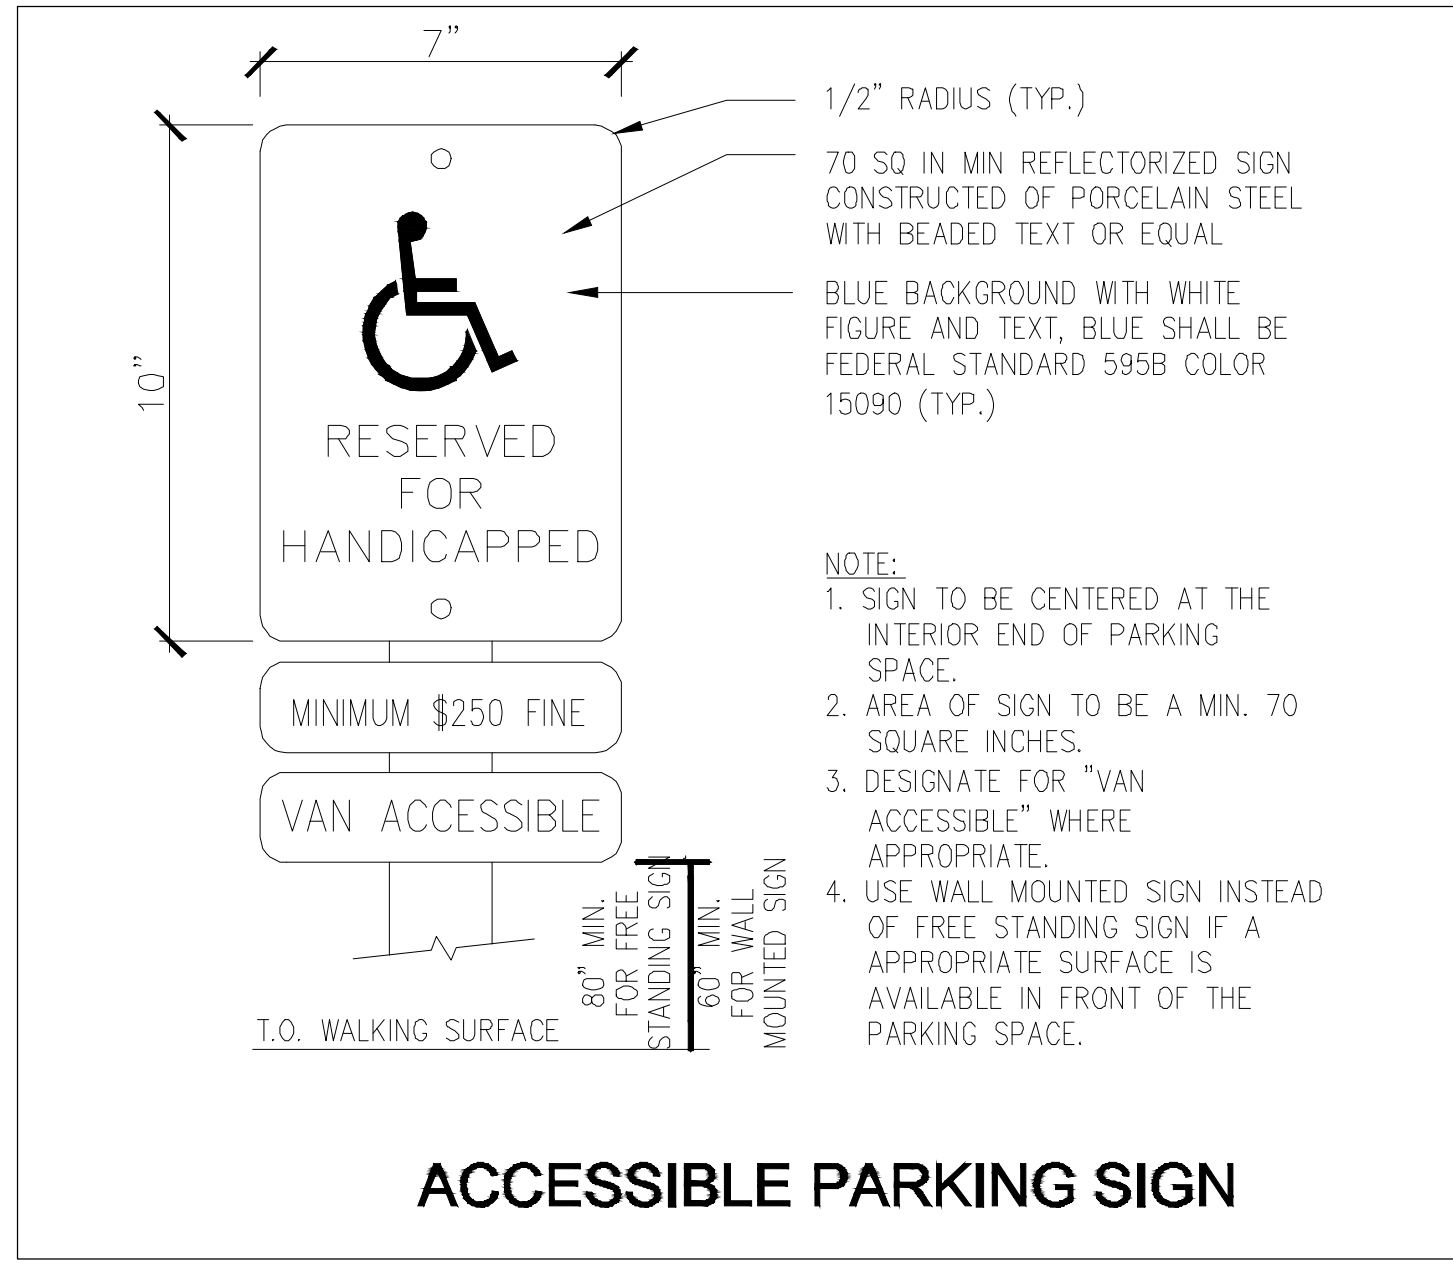 7"
1/2" RADIUS (TYP.)
70 SQ IN MIN REFLECTORIZED SIGN
CONSTRUCTED OF PORCELAIN STEEL
WITH BEADED TEXT OR EQUAL
BLUE BACKGROUND WITH WHITE
FIGURE AND TEXT, BLUE SHALL BE
FEDERAL STANDARD 595B COLOR
15090 (TYP.)
10"
RESERVED
FOR
HANDICAPPED
MINIMUM $250 FINE
VAN ACCESSIBLE
80" MIN.
FOR FREE
STANDING SIGN
60" MIN.
FOR WALL
MOUNTED SIGN
T.O. WALKING SURFACE
NOTE:
1. SIGN TO BE CENTERED AT THE
INTERIOR END OF PARKING
SPACE.
2. AREA OF SIGN TO BE A MIN. 70
SQUARE INCHES.
3. DESIGNATE FOR "VAN
ACCESSIBLE" WHERE
APPROPRIATE.
4. USE WALL MOUNTED SIGN INSTEAD
OF FREE STANDING SIGN IF A
APPROPRIATE SURFACE IS
AVAILABLE IN FRONT OF THE
PARKING SPACE.
ACCESSIBLE PARKING SIGN